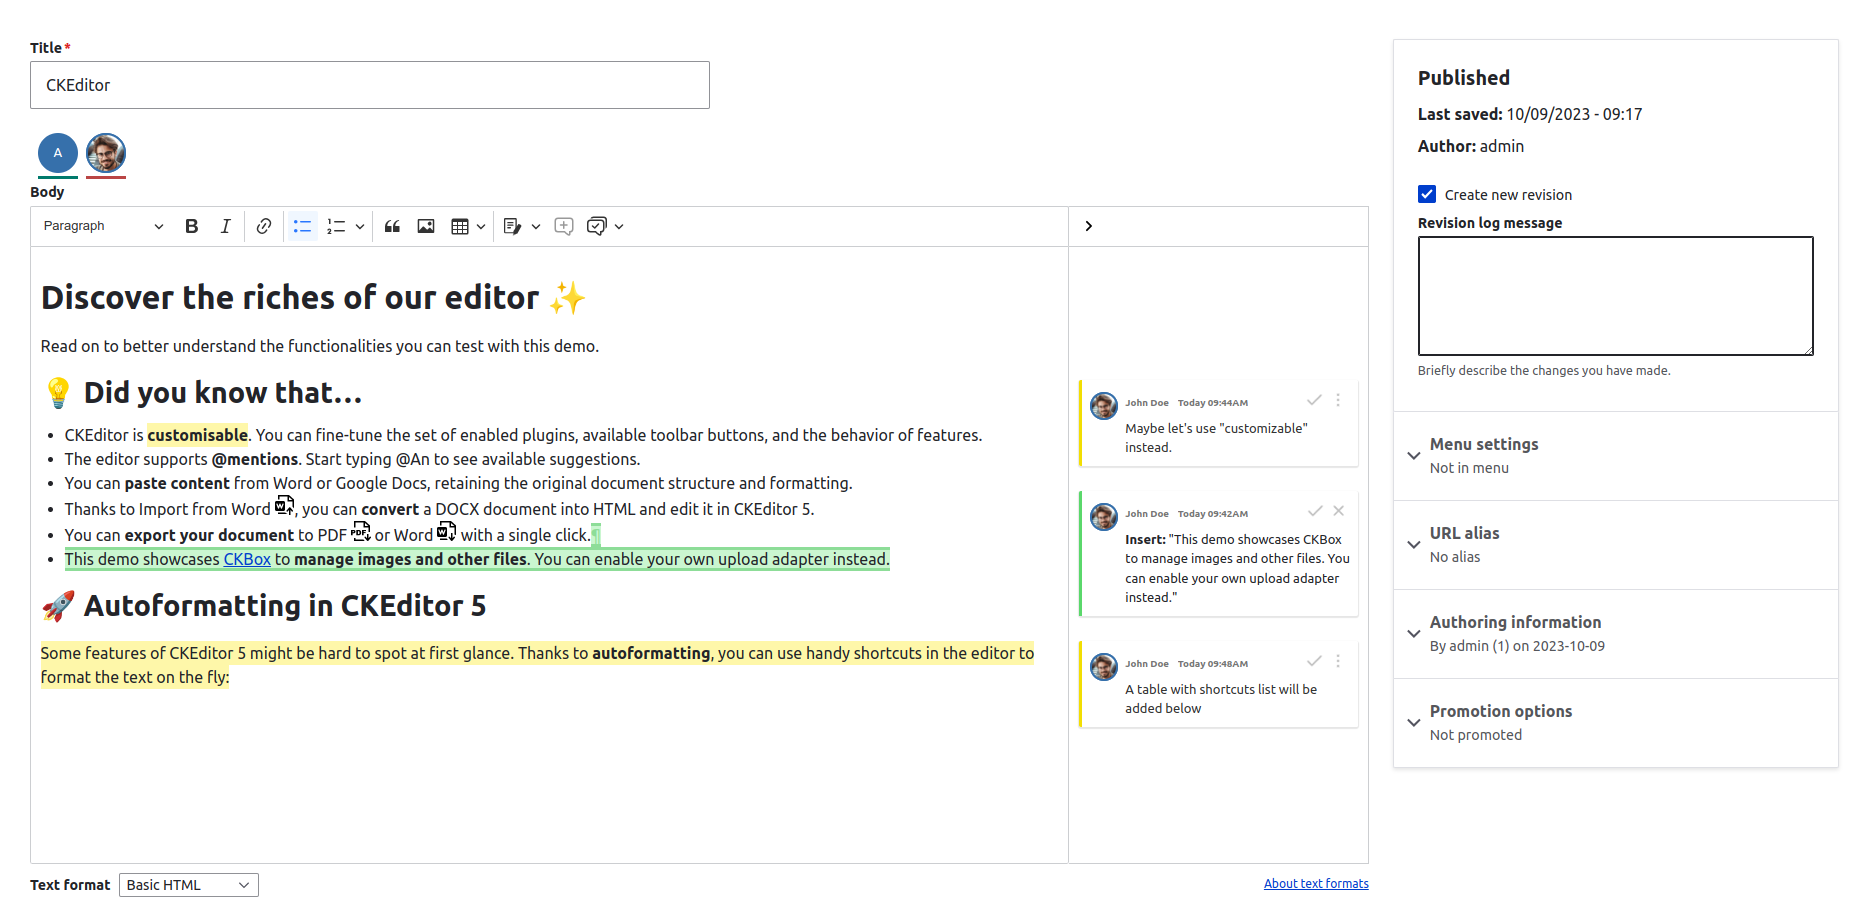 Title*
CKEditor
A
Body
Paragraph
Discover the riches of our editor ✨
Read on to better understand the functionalities you can test with this demo.
💡 Did you know that…
• CKEditor is customisable. You can fine-tune the set of enabled plugins, available toolbar buttons, and the behavior of features.
• The editor supports @mentions. Start typing @An to see available suggestions.
• You can paste content from Word or Google Docs, retaining the original document structure and formatting.
• Thanks to Import from Word, you can convert a DOCX document into HTML and edit it in CKEditor 5.
• You can export your document to PDF or Word with a single click.¶
• This demo showcases CKBox to manage images and other files. You can enable your own upload adapter instead.
🚀 Autoformatting in CKEditor 5
Some features of CKEditor 5 might be hard to spot at first glance. Thanks to autoformatting, you can use handy shortcuts in the editor to
format the text on the fly:
John Doe Today 09:44AM
Maybe let's use "customizable"
instead.
John Doe Today 09:42AM
Insert: "This demo showcases CKBox
to manage images and other files. You
can enable your own upload adapter
instead."
John Doe Today 09:48AM
A table with shortcuts list will be
added below
Text format Basic HTML
About text formats
Published
Last saved: 10/09/2023 - 09:17
Author: admin
Create new revision
Revision log message
Briefly describe the changes you have made.
Menu settings
Not in menu
URL alias
No alias
Authoring information
By admin (1) on 2023-10-09
Promotion options
Not promoted